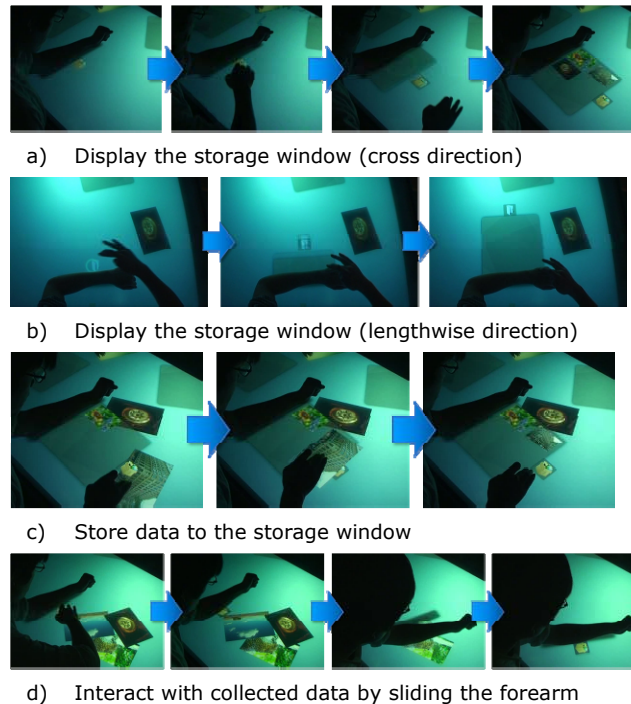 a) Display the storage window (cross direction)
b) Display the storage window (lengthwise direction)
c) Store data to the storage window
d) Interact with collected data by sliding the forearm